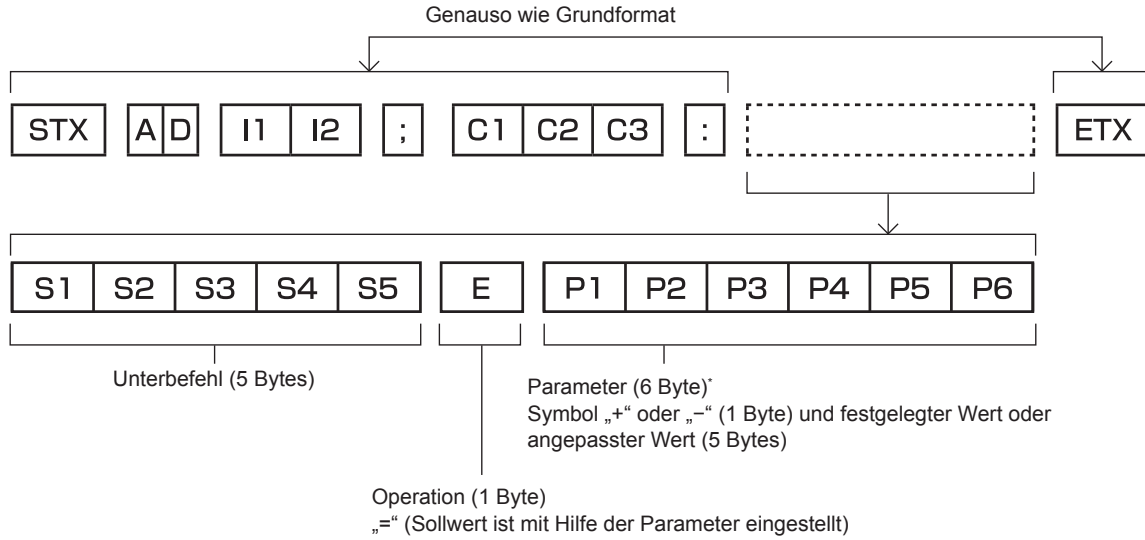 Genauso wie Grundformat
STX A D I1 I2 ; C1 C2 C3 : ETX
S1 S2 S3 S4 S5 E P1 P2 P3 P4 P5 P6
Unterbefehl (5 Bytes)
Parameter (6 Byte)*
Symbol „+“ oder „−“ (1 Byte) und festgelegter Wert oder
angepasster Wert (5 Bytes)
Operation (1 Byte)
„=“ (Sollwert ist mit Hilfe der Parameter eingestellt)